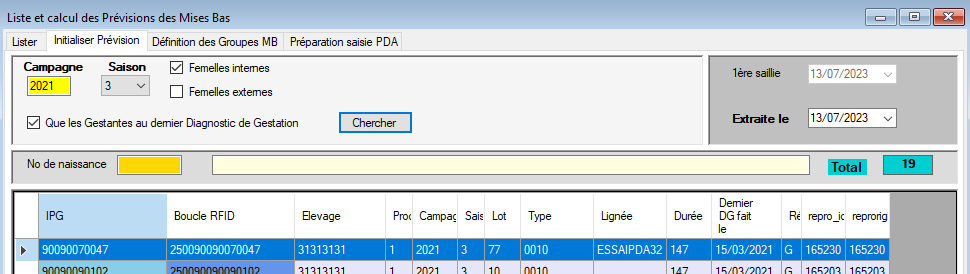 Liste et calcul des Prévisions des Mises Bas
Lister Initialiser Prévision Définition des Groupes MB Préparation saisie PDA
Campagne Saison Femelles internes
2021 3
Femelles externes
Que les Gestantes au dernier Diagnostic de Gestation Chercher
1ère saillie 13/07/2023
Extraite le 13/07/2023
No de naissance Total 19
IPG Boucle RFID Elevage Proc Campag Sais Lot Type Lignée Durée Dernier DG fait le Ré repro_id reprorig
90090070047 250090090070047 31313131 1 2021 3 77 0010 ESSAIPDA32 147 15/03/2021 G 165230 165230
90090090102 250090090090102 31313131 1 2021 3 10 0010 147 15/03/2021 G 165203 165203